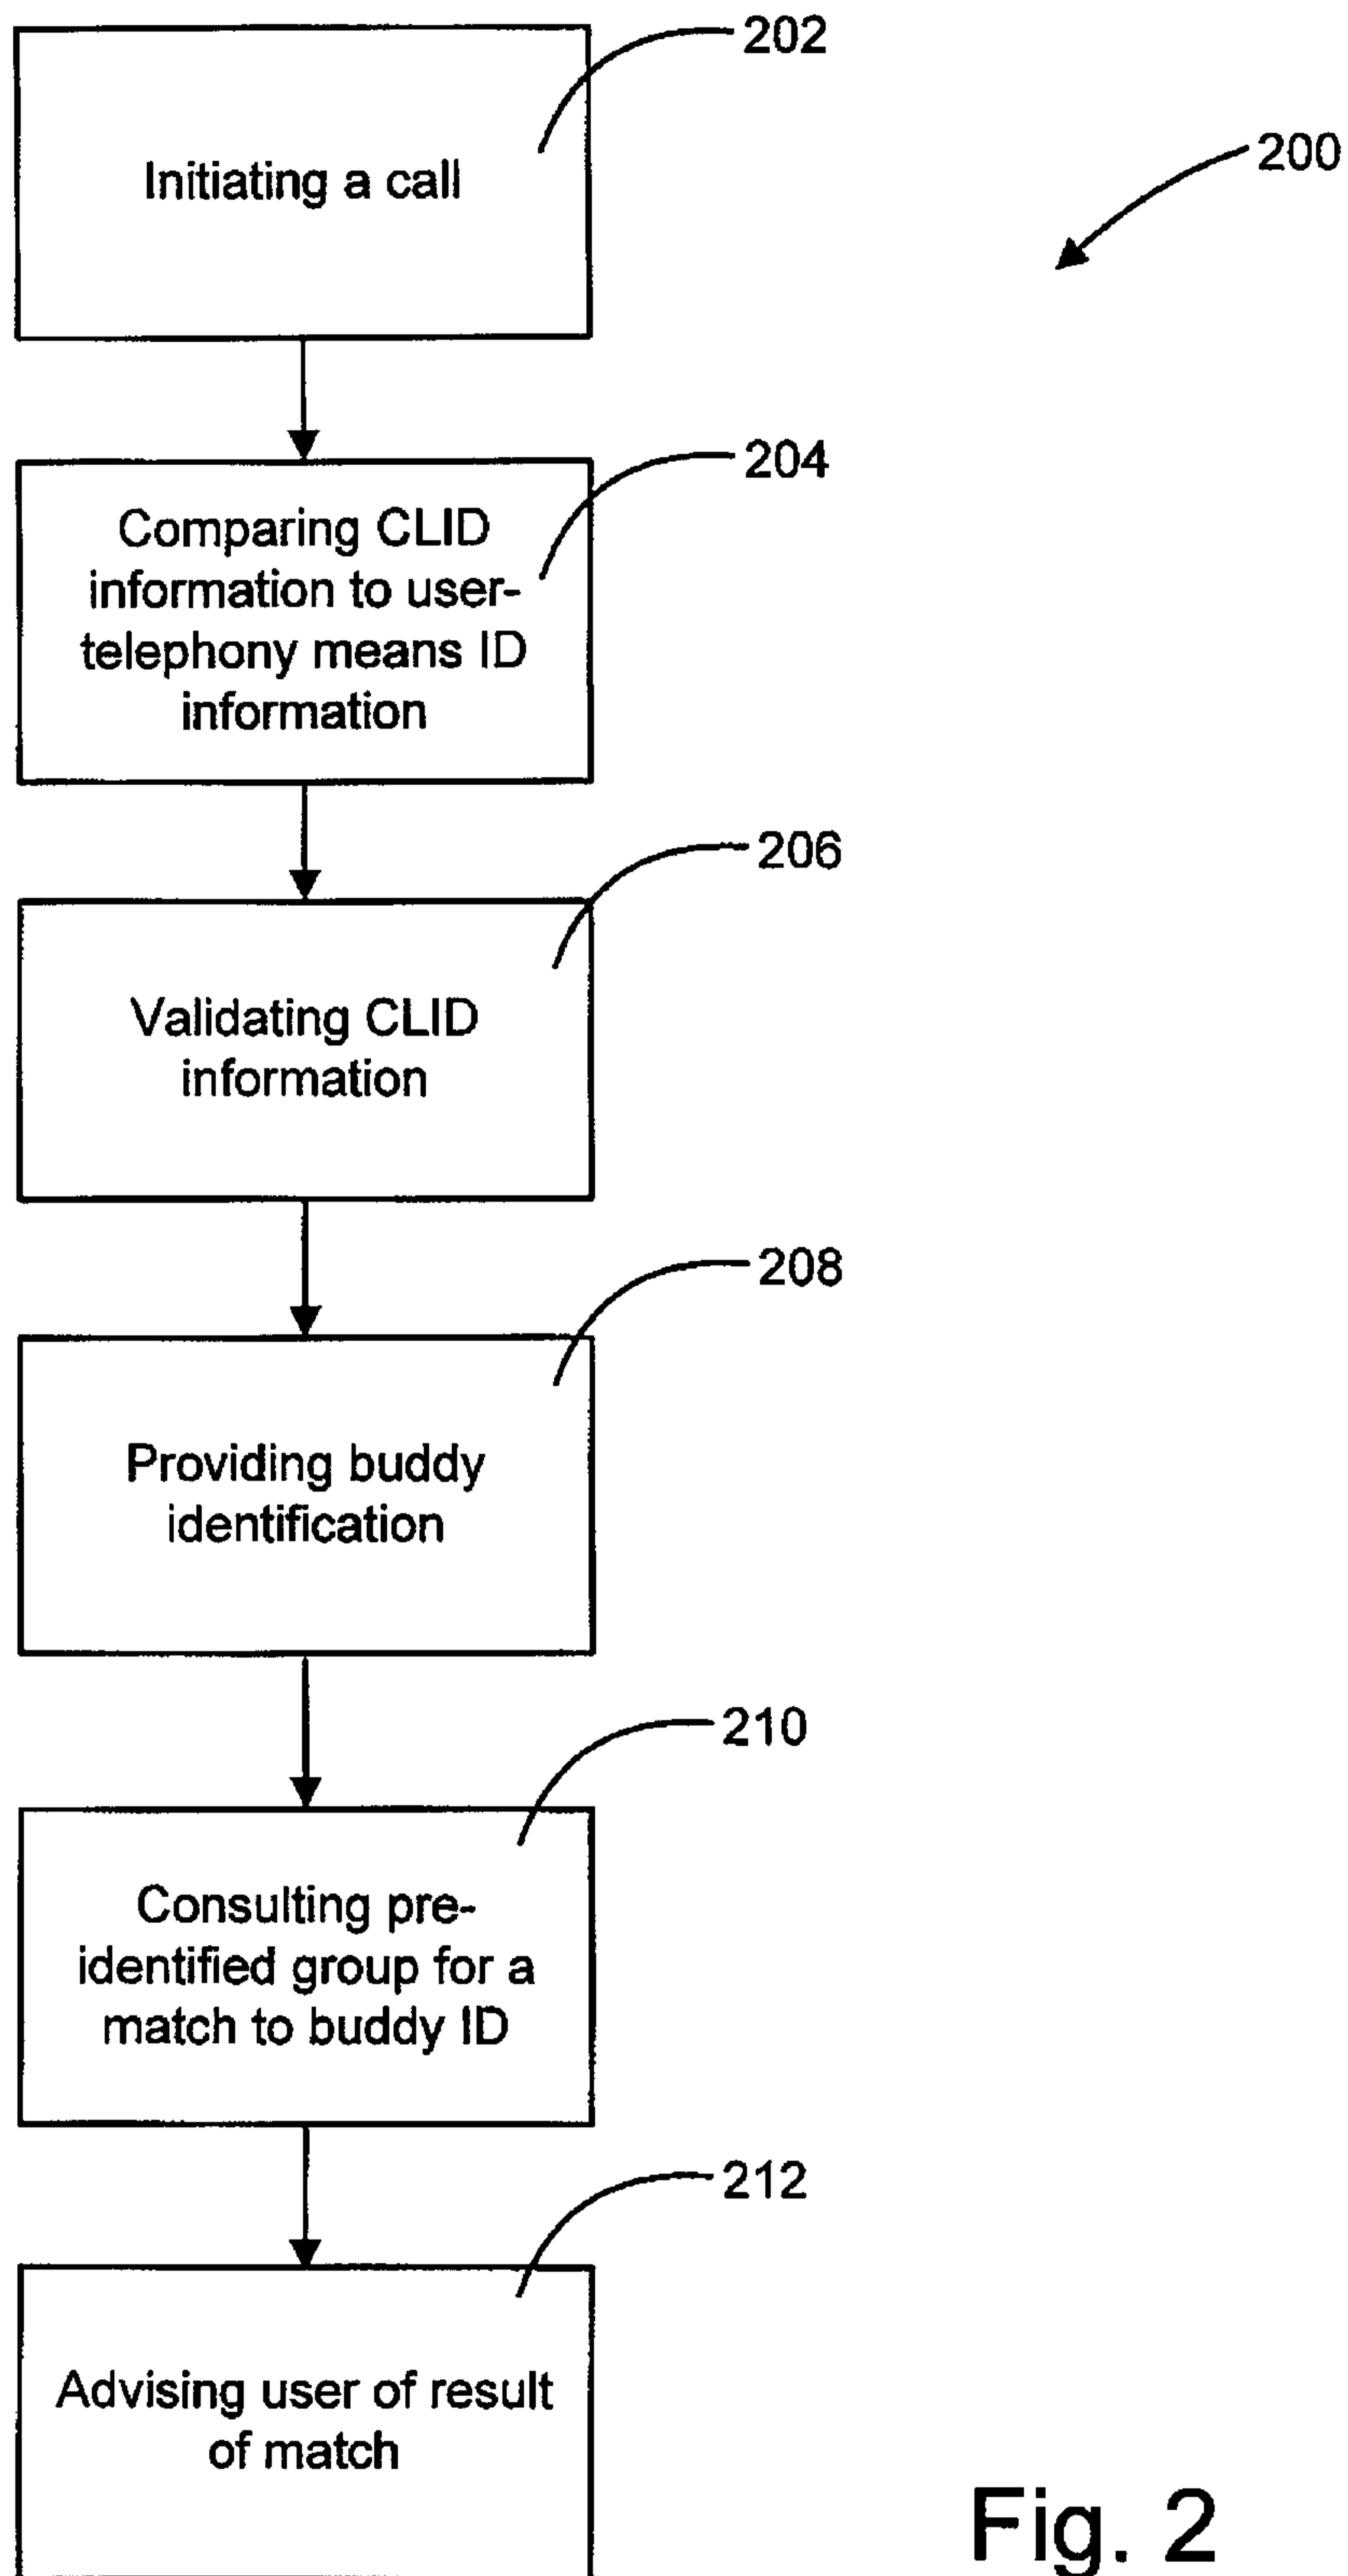 202
Initiating a call
200
204
Comparing CLID
information to user-
telephony means ID
information
206
Validating CLID
information
208
Providing buddy
identification
210
Consulting pre-
identified group for a
match to buddy ID
212
Advising user of result
of match
Fig. 2